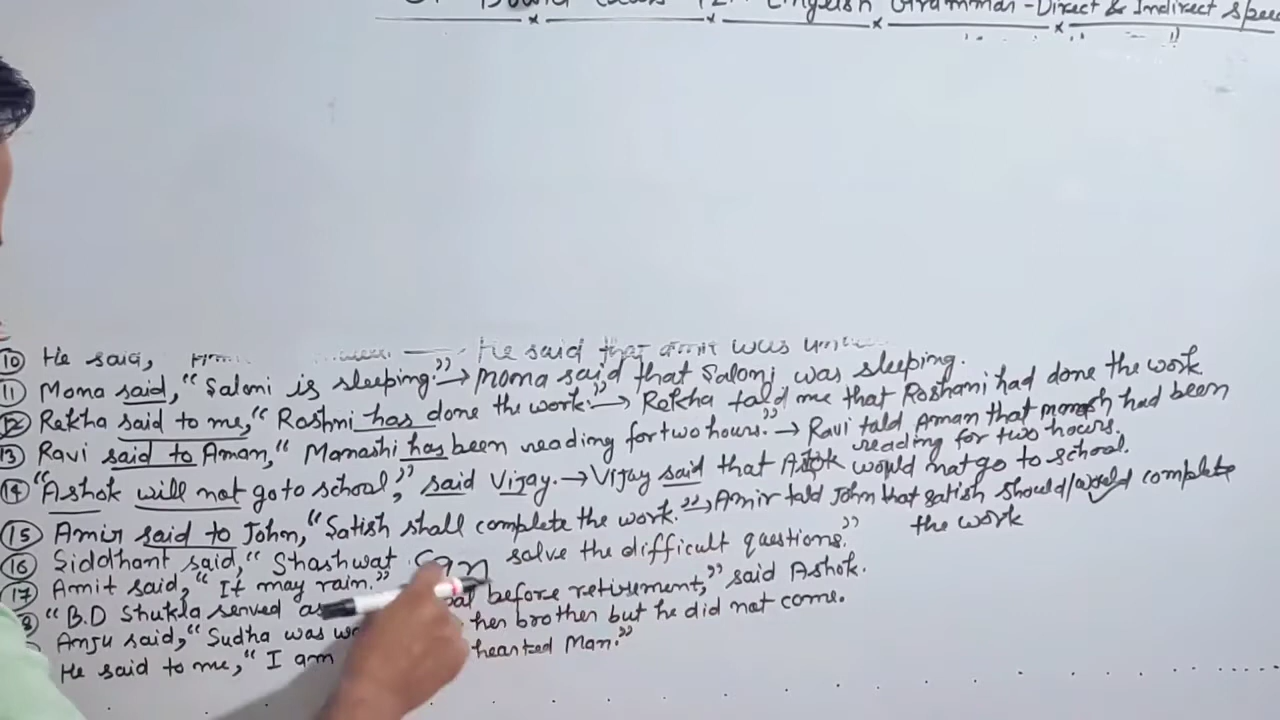 Board Class 12th English Grammar - Direct & Indirect Spee
10 He said, He said that Amit was
11 Mona said, "Saloni is sleeping." → Mona said that Saloni was sleeping.
12 Rekha said to me, "Roshni has done the work." → Rekha told me that Roshani had done the work.
13 Ravi said to Aman, "Manashi has been reading for two hours." → Ravi told Aman that had been
reading for two hours.
14 "Ashok will not go to school", said Vijay. → Vijay said that Ashok would not go to school.
15 Amir said to John, "Satish shall complete the work." → Amir told John that Satish should/would complete
the work
16 Siddhant said, "Shashwat can solve the difficult questions."
17 Amit said, "It may rain."
8 "B.D Shukla served as before retirement," said Ashok.
Anju said, "Sudha was her brother but he did not come.
He said to me, "I am hearted Man."